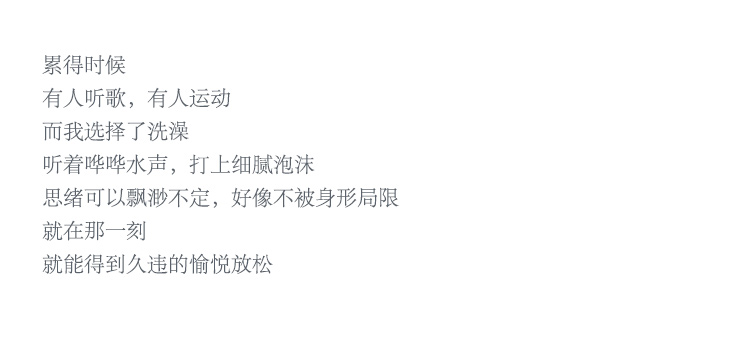 累得时候
有人听歌，有人运动
而我选择了洗澡
听着哗哗水声，打上细腻泡沫
思绪可以飘渺不定，好像不被身形局限
就在那一刻
就能得到久违的愉悦放松